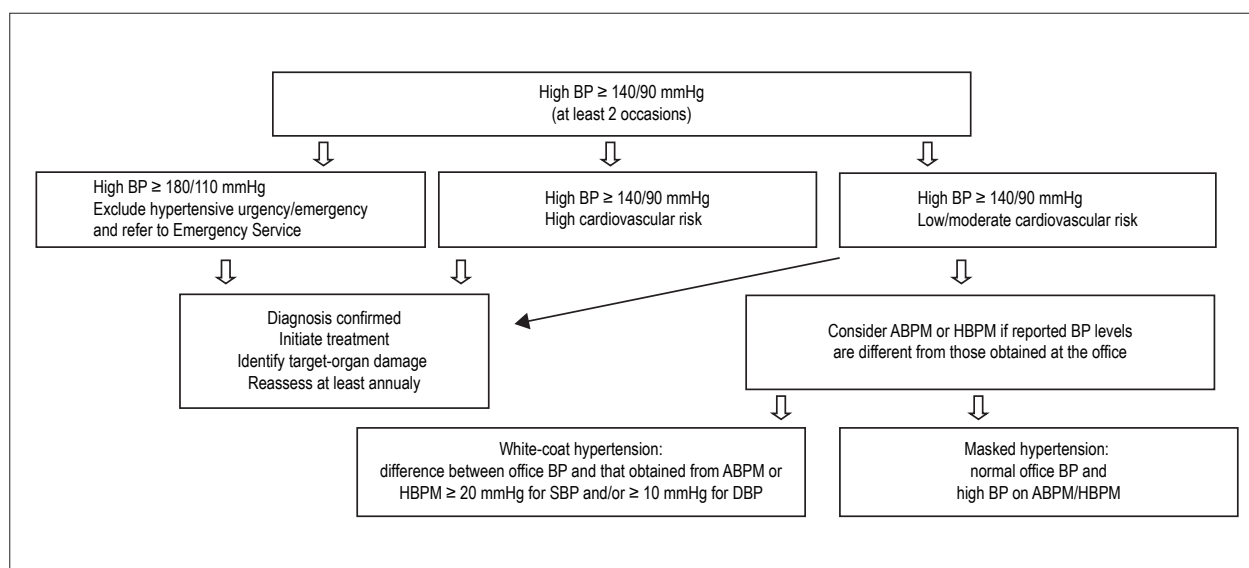 High BP ≥ 140/90 mmHg
(at least 2 occasions)
High BP ≥ 180/110 mmHg
Exclude hypertensive urgency/emergency
and refer to Emergency Service
High BP ≥ 140/90 mmHg
High cardiovascular risk
High BP ≥ 140/90 mmHg
Low/moderate cardiovascular risk
Diagnosis confirmed
Initiate treatment
Identify target-organ damage
Reassess at least annualy
Consider ABPM or HBPM if reported BP levels
are different from those obtained at the office
White-coat hypertension:
difference between office BP and that obtained from ABPM or
HBPM ≥ 20 mmHg for SBP and/or ≥ 10 mmHg for DBP
Masked hypertension:
normal office BP and
high BP on ABPM/HBPM